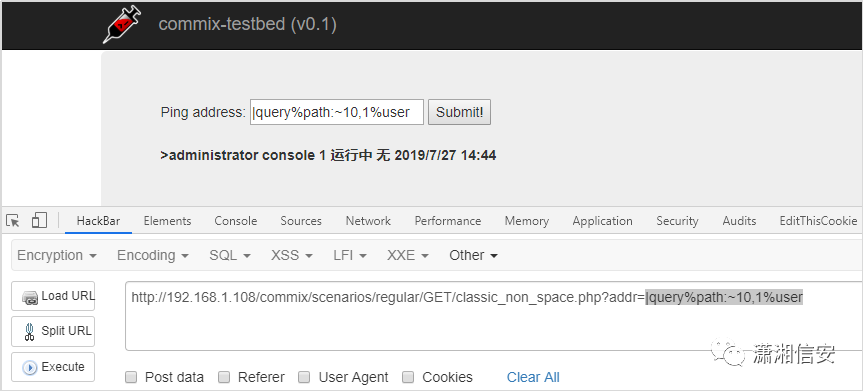 commix-testbed (v0.1)
Ping address: |query%path:~10,1%user Submit!
>administrator console 1 运行中 无 2019/7/27 14:44
HackBar Elements Console Sources Network Performance Memory Application Security Audits EditThisCookie
Encryption Encoding SQL XSS LFI XXE Other
Load URL
http://192.168.1.108/commix/scenarios/regular/GET/classic_non_space.php?addr=|query%path:~10,1%user
Split URL
Execute
潇湘信安
Post data Referer User Agent Cookies Clear All